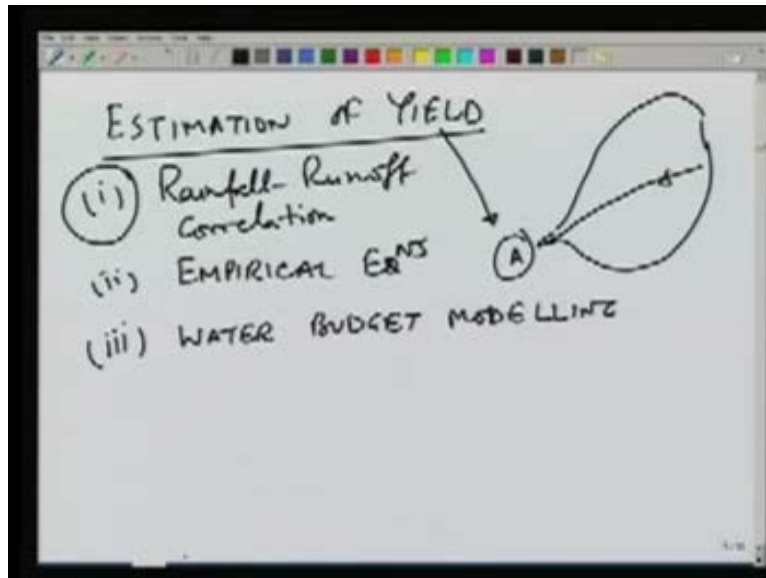 ESTIMATION OF YIELD
(i) Rainfall-Runoff
Correlation
(ii) EMPIRICAL EQNS
(iii) WATER BUDGET MODELLING
A